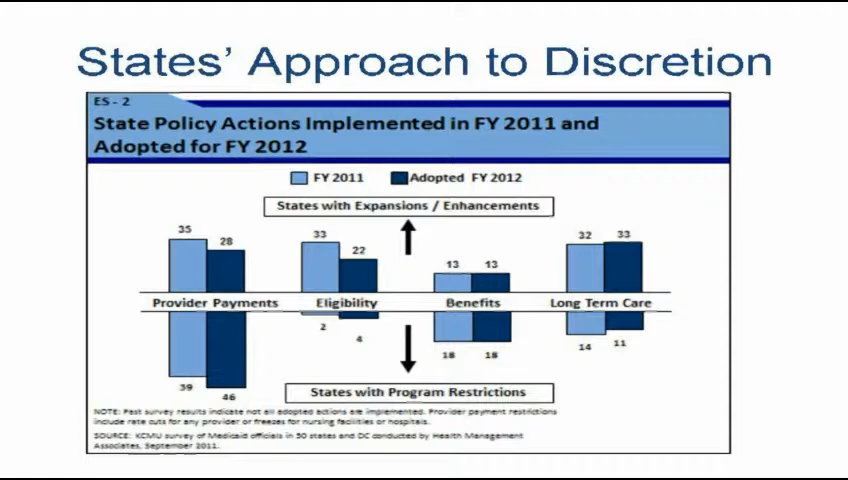 States' Approach to Discretion
ES - 2
State Policy Actions Implemented in FY 2011 and
Adopted for FY 2012
FY 2011 Adopted FY 2012
States with Expansions / Enhancements
35 28 33 22 13 13 32 33
Provider Payments Eligibility Benefits Long Term Care
39 46 2 4 18 18 14 11
States with Program Restrictions
NOTE: Past survey results indicate not all adopted actions are implemented. Provider payment restrictions
include rate cuts for any provider or freezes for nursing facilities or hospitals.
SOURCE: KCMU survey of Medicaid officials in 50 states and DC conducted by Health Management
Associates, September 2011.